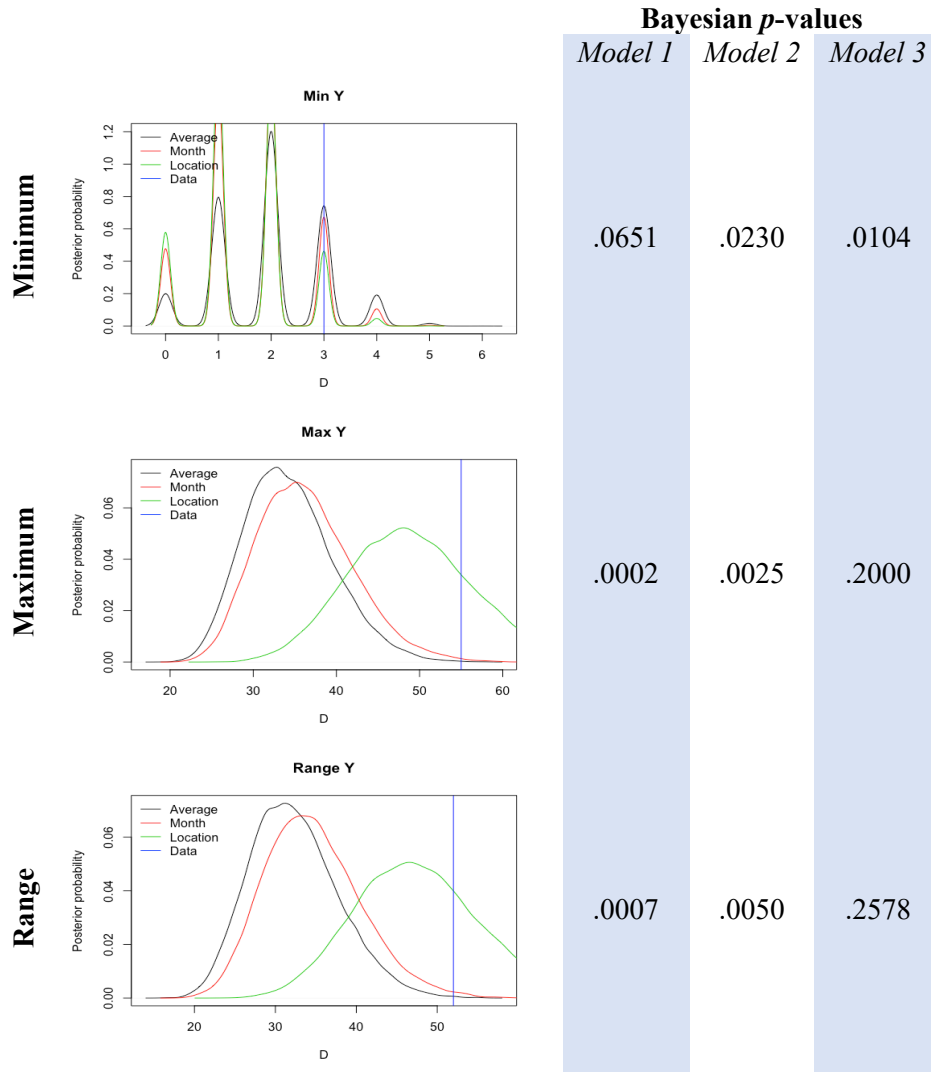 Bayesian p-values
Model 1 Model 2 Model 3
Minimum
Min Y
Average
Month
Location
Data
Posterior probability
0.0 0.2 0.4 0.6 0.8 1.0 1.2
0 1 2 3 4 5 6
D
.0651 .0230 .0104
Maximum
Max Y
Average
Month
Location
Data
Posterior probability
0.00 0.02 0.04 0.06
20 30 40 50 60
D
.0002 .0025 .2000
Range
Range Y
Average
Month
Location
Data
Posterior probability
0.00 0.02 0.04 0.06
20 30 40 50
D
.0007 .0050 .2578